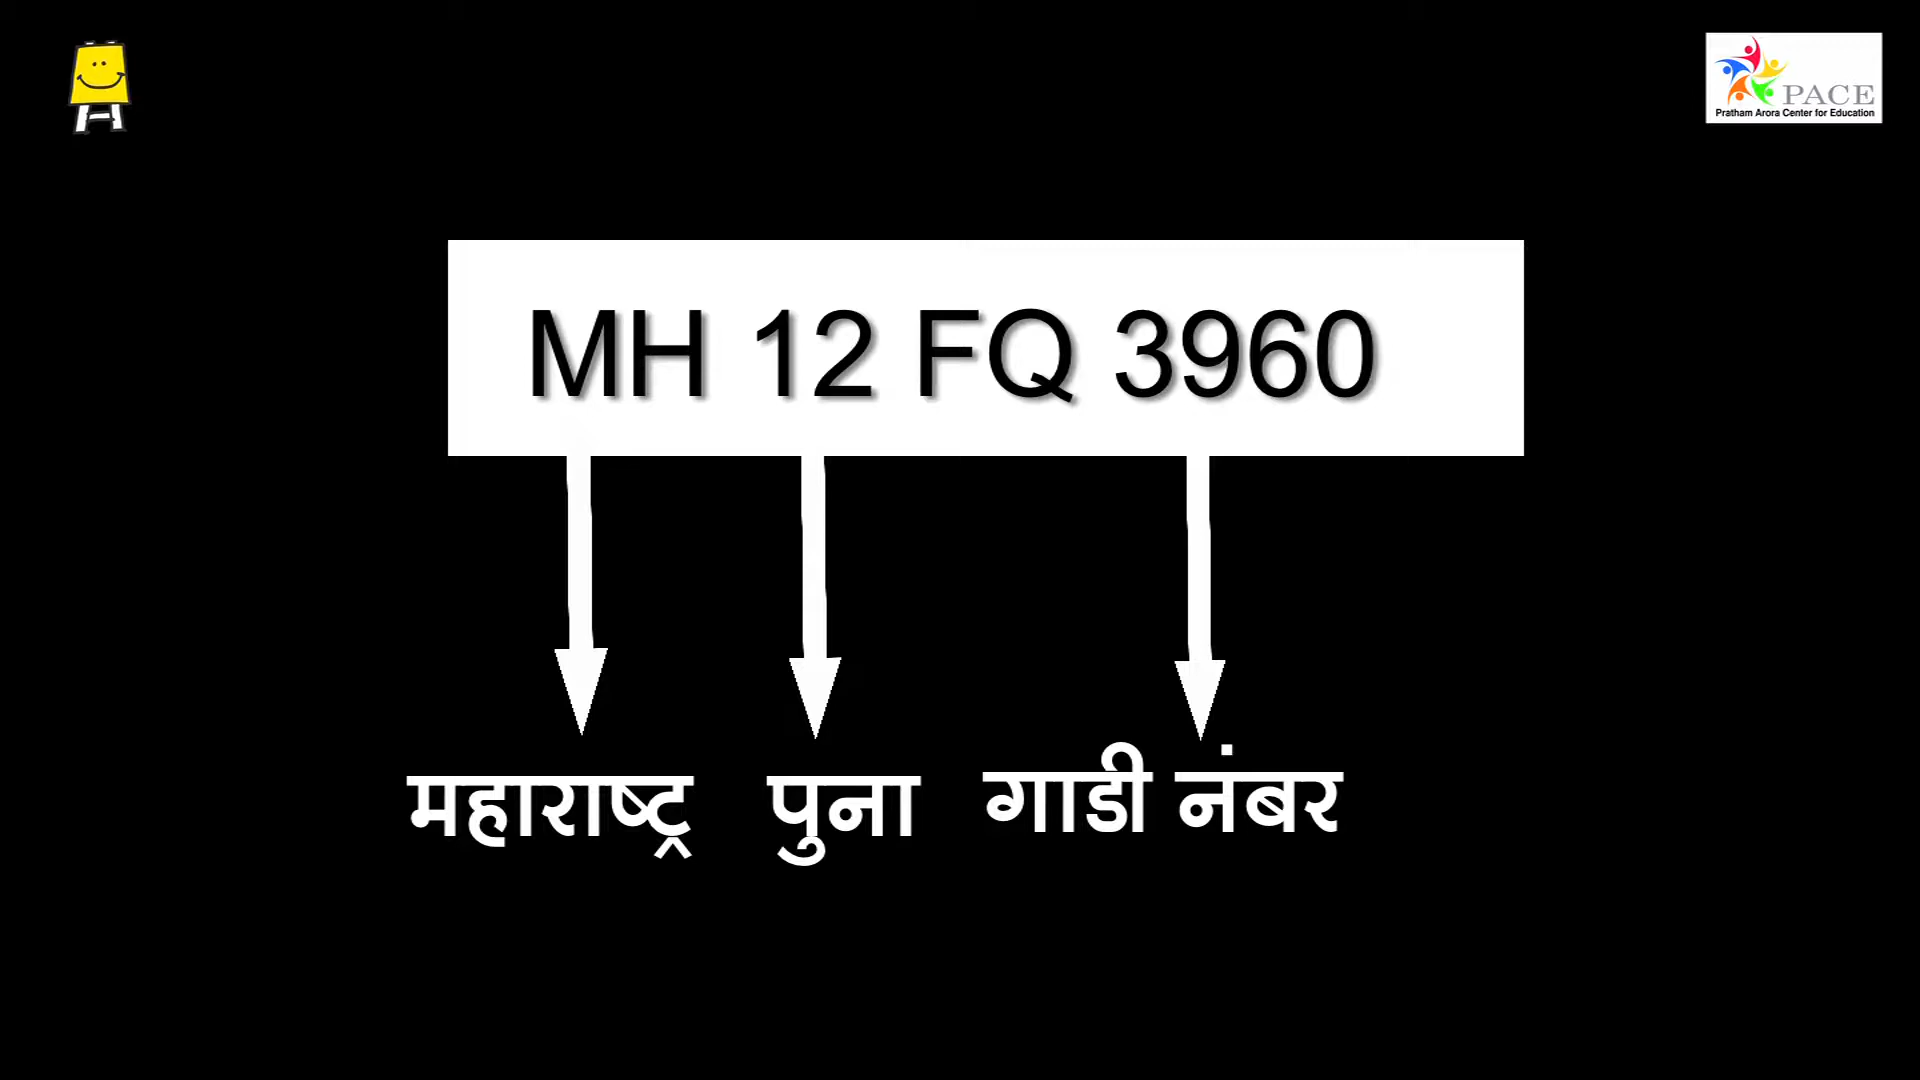 PACE
Pratham Arora Center for Education
MH 12 FQ 3960
महाराष्ट्र पुना गाडी नंबर